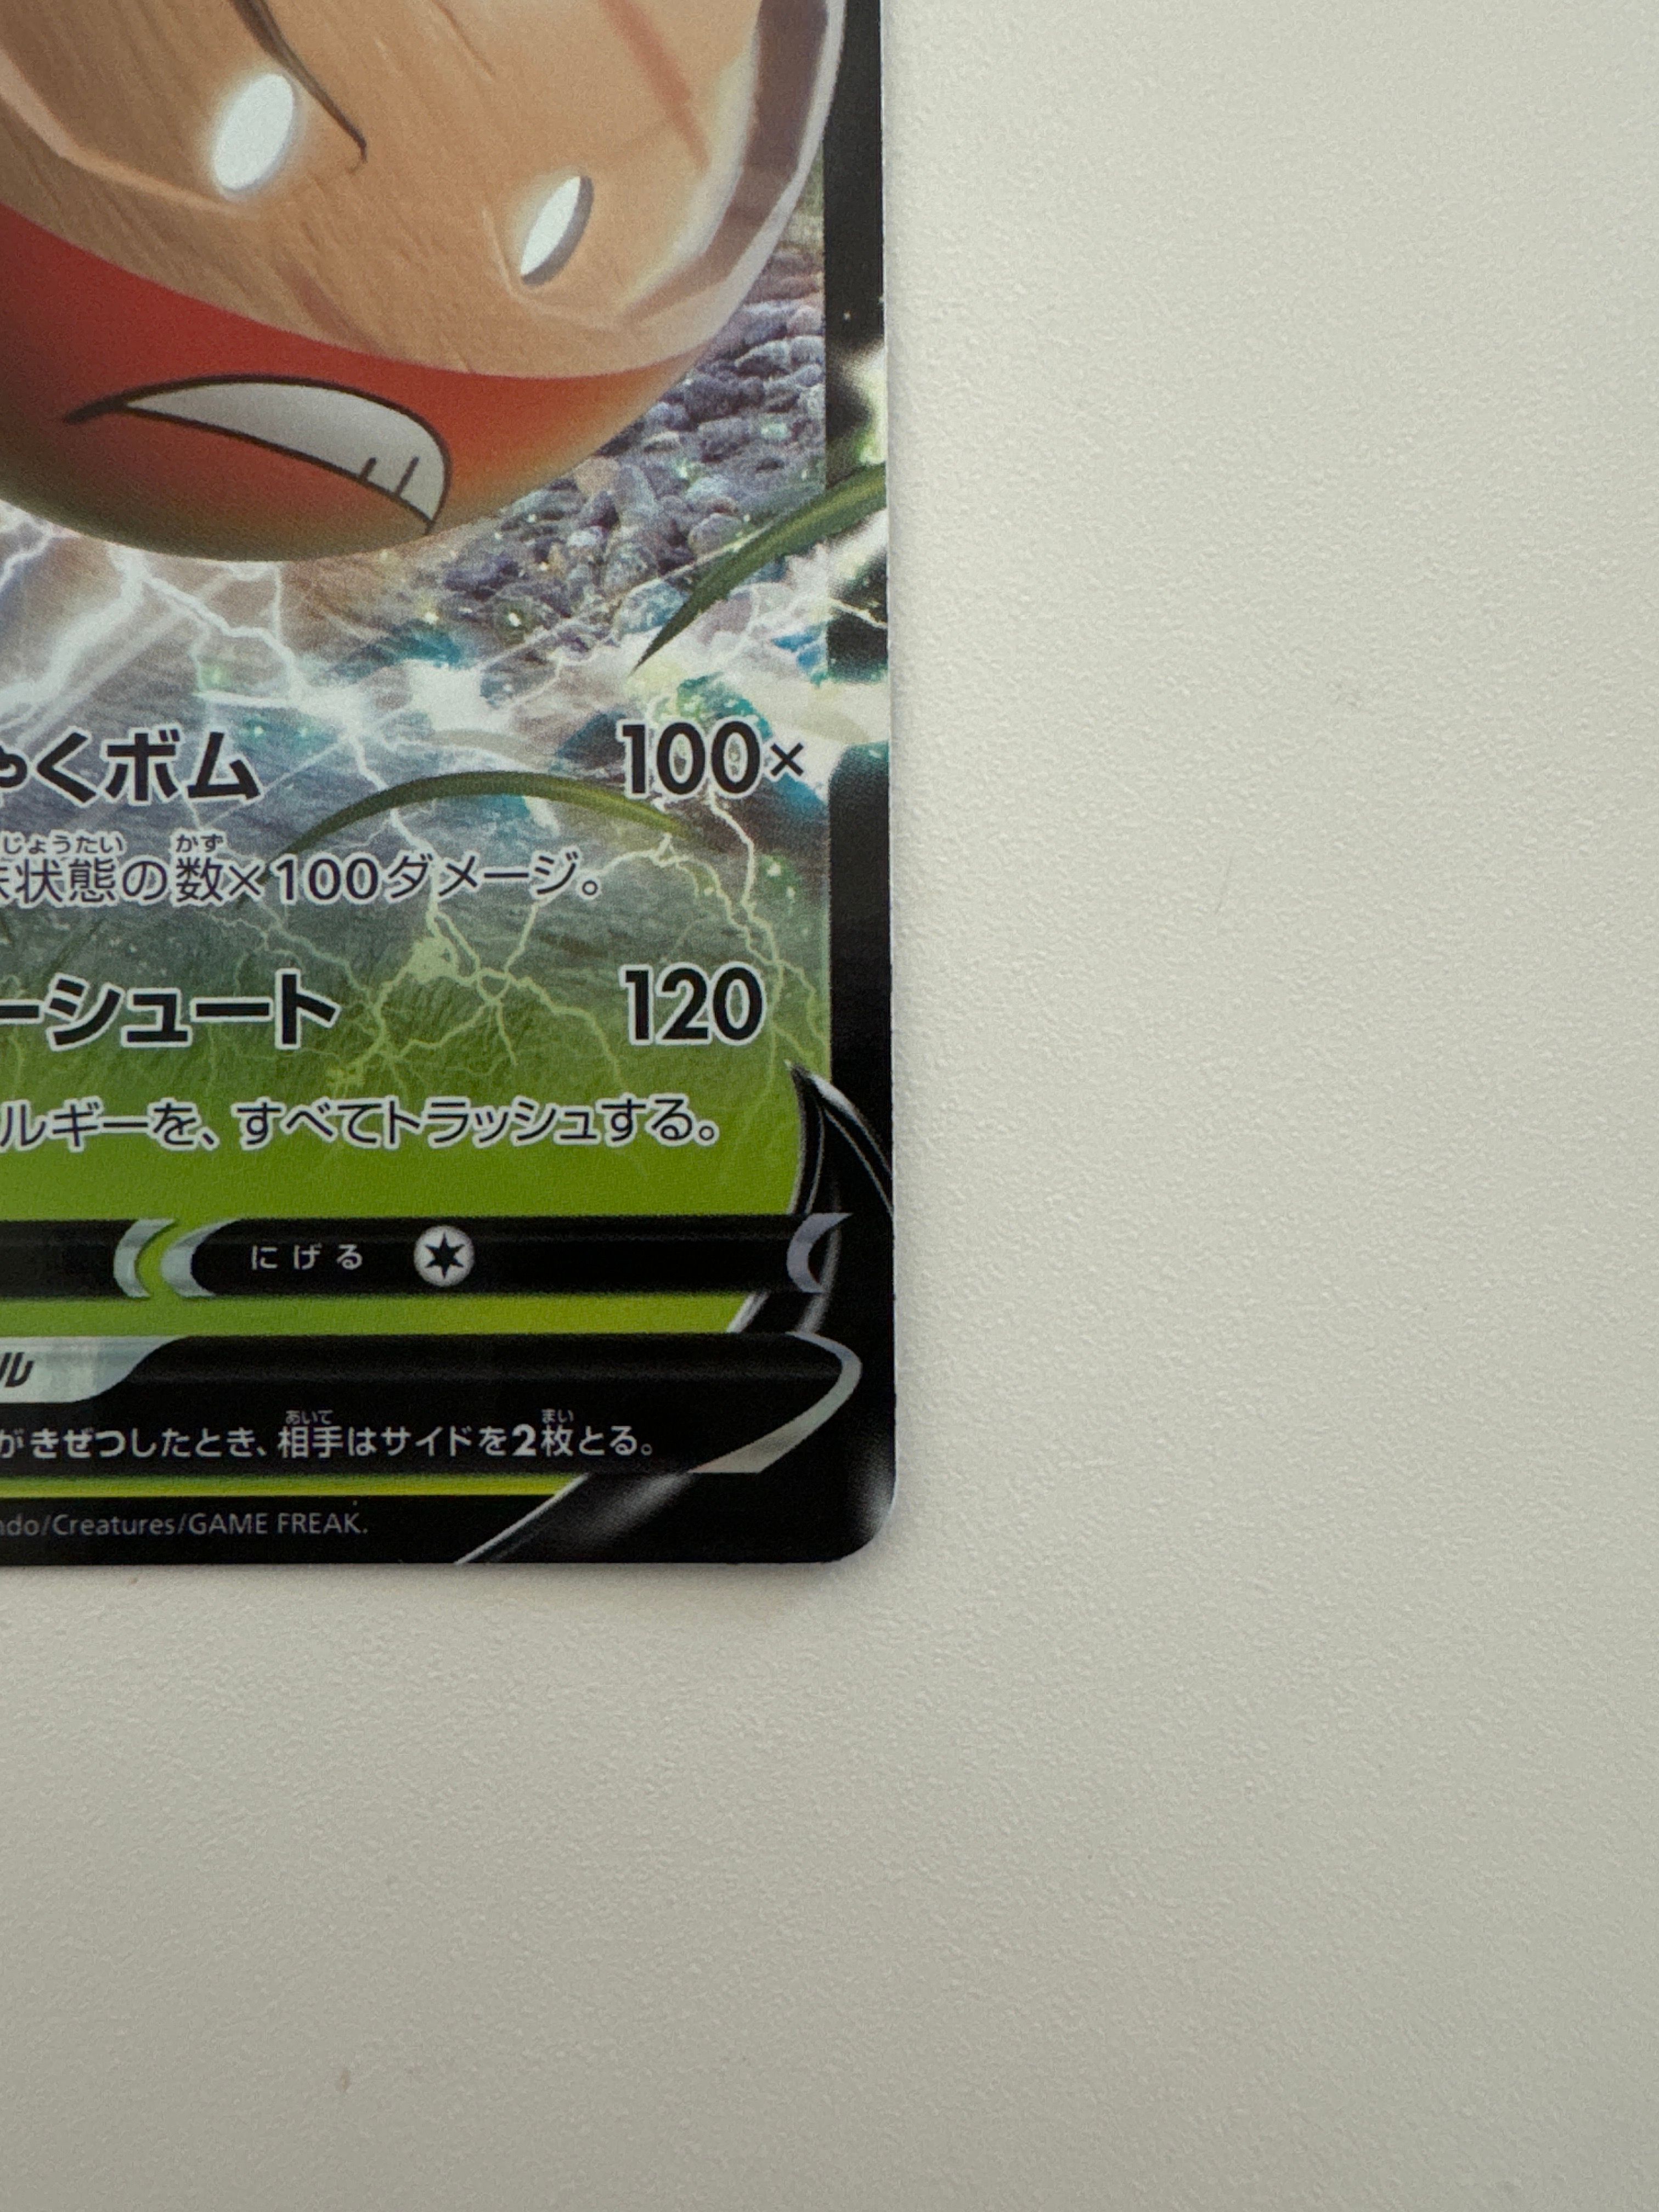 ゃくボム 100×
じょうたい かず
状態の数×100ダメージ。
ーシュート 120
ルギーを、すべてトラッシュする。
にげる
ル
あいて まい
がきぜつしたとき、相手はサイドを2枚とる。
ndo/Creatures/GAME FREAK.